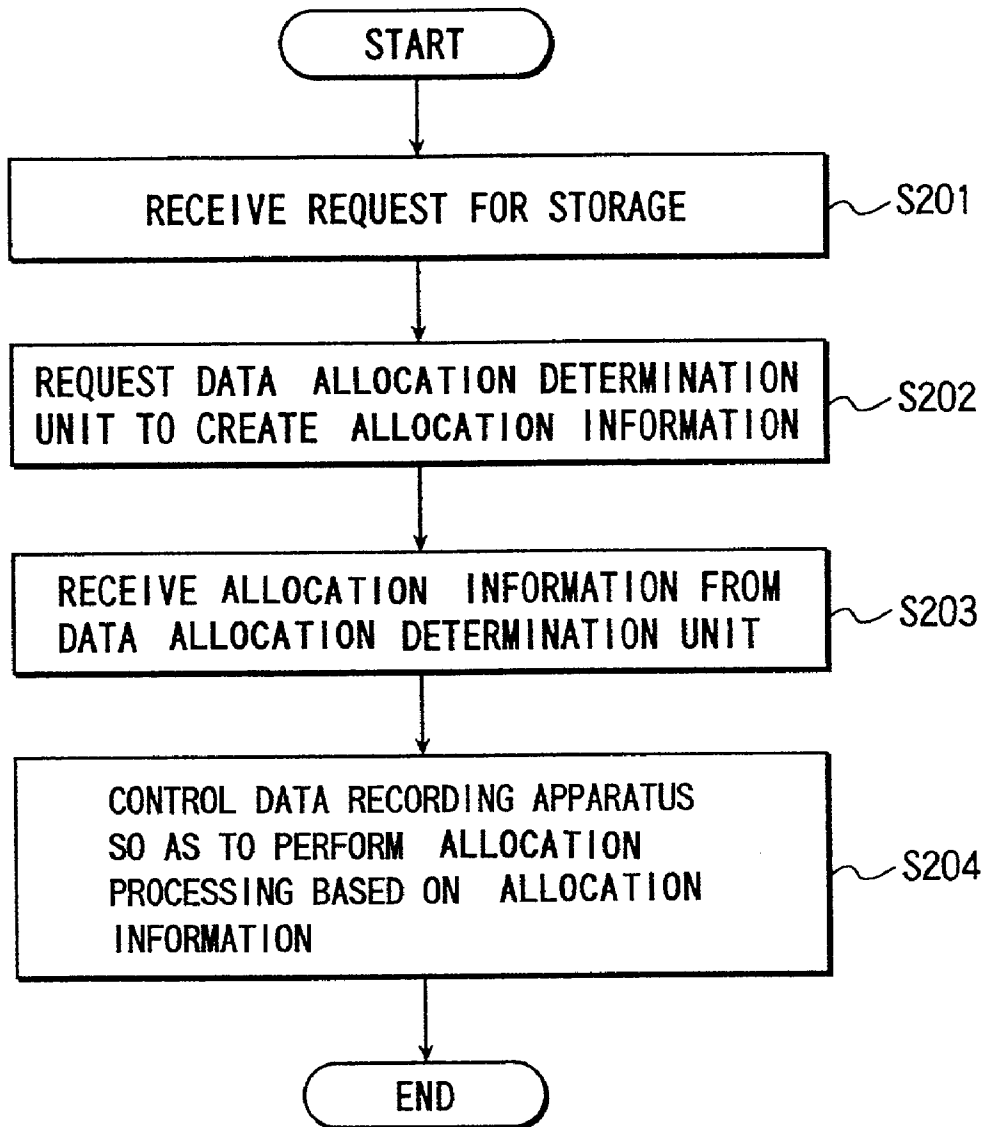 START
RECEIVE REQUEST FOR STORAGE
S201
REQUEST DATA ALLOCATION DETERMINATION
UNIT TO CREATE ALLOCATION INFORMATION
S202
RECEIVE ALLOCATION INFORMATION FROM
DATA ALLOCATION DETERMINATION UNIT
S203
CONTROL DATA RECORDING APPARATUS
SO AS TO PERFORM ALLOCATION
PROCESSING BASED ON ALLOCATION
INFORMATION
S204
END